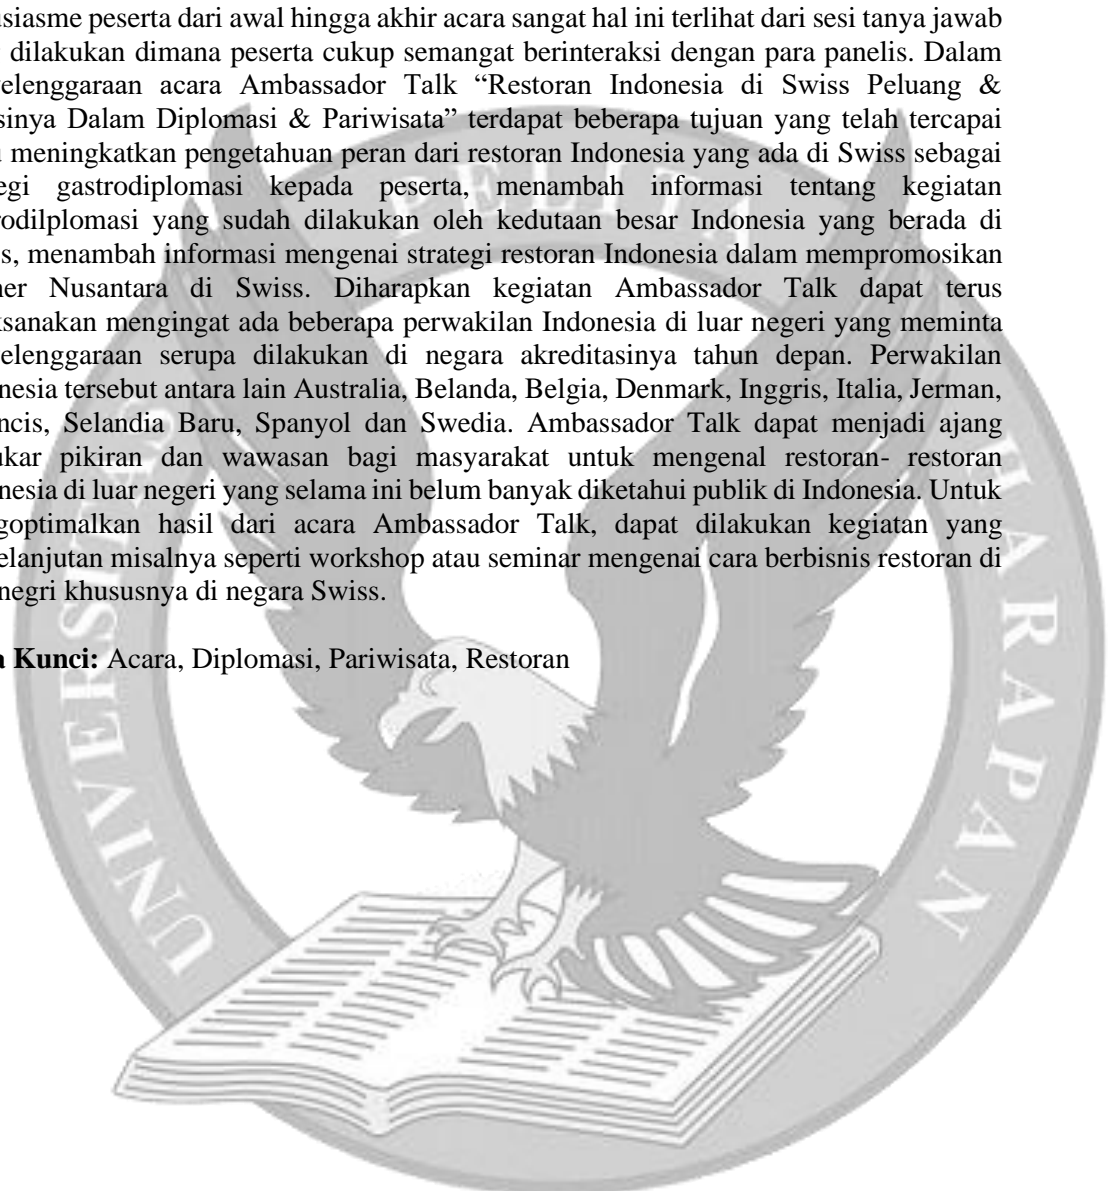 usiasme peserta dari awal hingga akhir acara sangat hal ini terlihat dari sesi tanya jawab
dilakukan dimana peserta cukup semangat berinteraksi dengan para panelis. Dalam
elenggaraan acara Ambassador Talk “Restoran Indonesia di Swiss Peluang &
sinya Dalam Diplomasi & Pariwisata” terdapat beberapa tujuan yang telah tercapai
meningkatkan pengetahuan peran dari restoran Indonesia yang ada di Swiss sebagai
egi gastrodiplomasi kepada peserta, menambah informasi tentang kegiatan
rodilplomasi yang sudah dilakukan oleh kedutaan besar Indonesia yang berada di
s, menambah informasi mengenai strategi restoran Indonesia dalam mempromosikan
ner Nusantara di Swiss. Diharapkan kegiatan Ambassador Talk dapat terus
ksanakan mengingat ada beberapa perwakilan Indonesia di luar negeri yang meminta
elenggaraan serupa dilakukan di negara akreditasinya tahun depan. Perwakilan
nesia tersebut antara lain Australia, Belanda, Belgia, Denmark, Inggris, Italia, Jerman,
ncis, Selandia Baru, Spanyol dan Swedia. Ambassador Talk dapat menjadi ajang
ukar pikiran dan wawasan bagi masyarakat untuk mengenal restoran- restoran
nesia di luar negeri yang selama ini belum banyak diketahui publik di Indonesia. Untuk
goptimalkan hasil dari acara Ambassador Talk, dapat dilakukan kegiatan yang
elanjutan misalnya seperti workshop atau seminar mengenai cara berbisnis restoran di
negri khususnya di negara Swiss.
a Kunci: Acara, Diplomasi, Pariwisata, Restoran
UNIVERSITAS PELITA HARAPAN